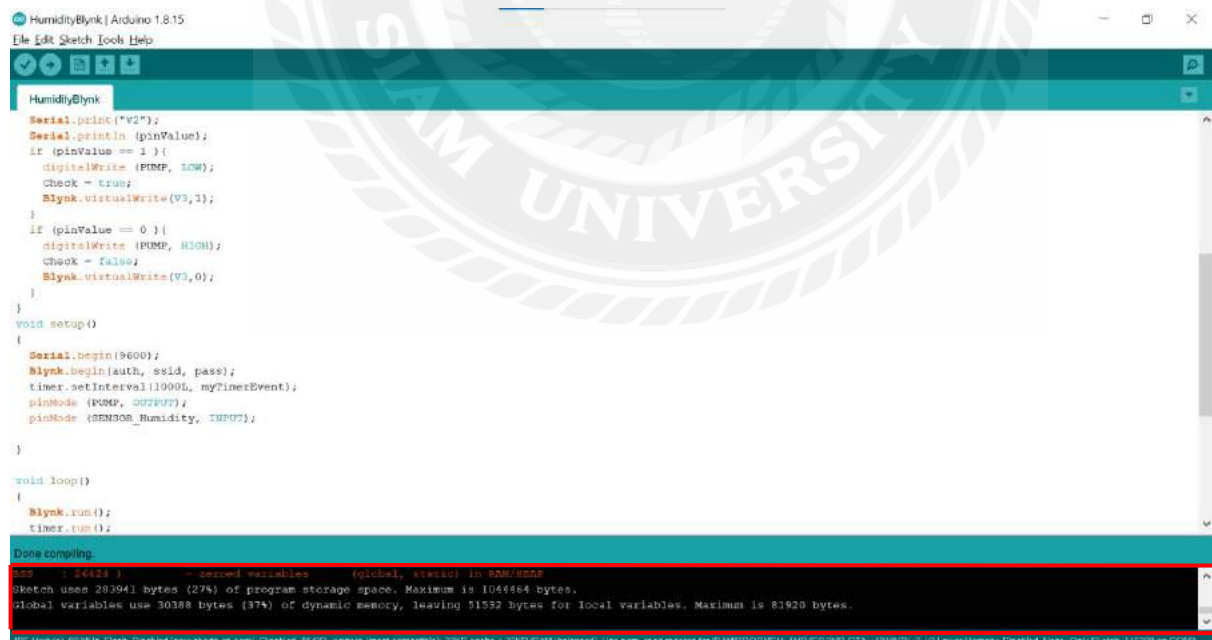 HumidityBlynk | Arduino 1.8.15
File Edit Sketch Tools Help
HumidityBlynk
SIAM UNIVERSITY
Serial.print("V2");
Serial.println (pinValue);
if (pinValue == 1 ){
digitalWrite (PUMP, LOW);
Check = true;
Blynk.virtualWrite(V3,1);
}
if (pinValue == 0 ){
digitalWrite (PUMP, HIGH);
Check = false;
Blynk.virtualWrite(V3,0);
}
}
void setup()
{
Serial.begin(9600);
Blynk.begin(auth, ssid, pass);
timer.setInterval(1000L, myTimerEvent);
pinMode (PUMP, OUTPUT);
pinMode (SENSOR_Humidity, INPUT);
}
void loop()
{
Blynk.run();
timer.run();
Done compiling.
BSS : 26424 ) - zeroed variables (global, static) in RAM/HEAP
Sketch uses 283941 bytes (27%) of program storage space. Maximum is 1044464 bytes.
Global variables use 30388 bytes (37%) of dynamic memory, leaving 51532 bytes for local variables. Maximum is 81920 bytes.